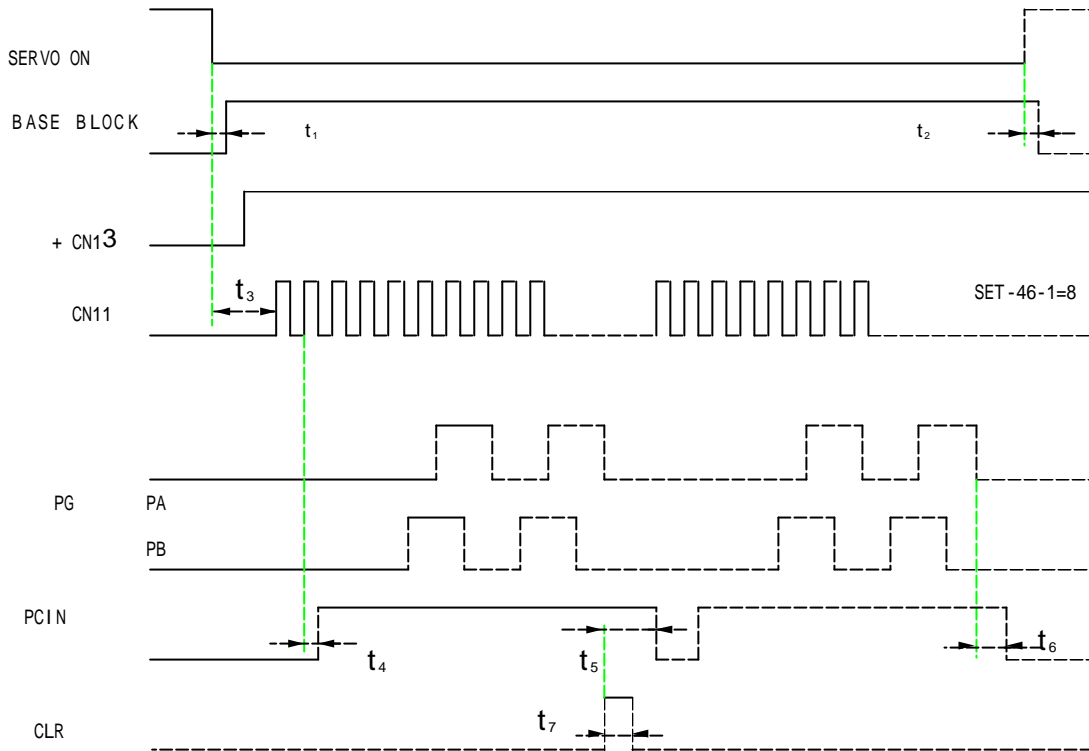 SERVO ON
BASE BLOCK
t₁
t₂
+ CN13
t₃
CN11
SET-46-1=8
PG PA
PB
PCIN
t₄
t₅
t₆
t₇
CLR